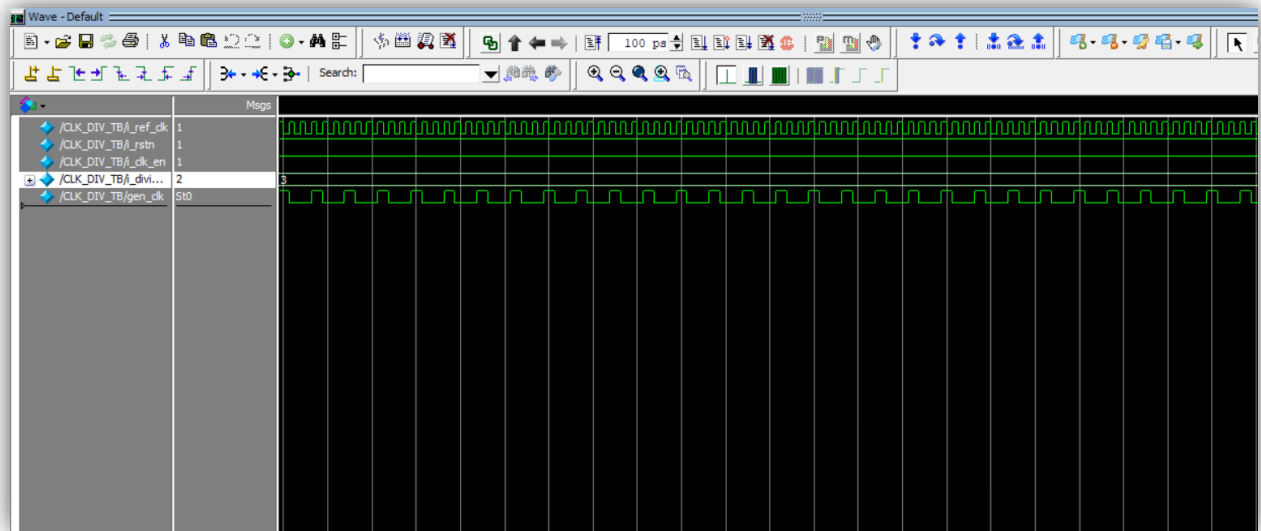 Wave - Default
100 ps
Search:
Msgs
/CLK_DIV_TB/i_ref_clk 1
/CLK_DIV_TB/i_rstn 1
/CLK_DIV_TB/i_clk_en 1
/CLK_DIV_TB/i_divi... 2 3
/CLK_DIV_TB/gen_clk St0